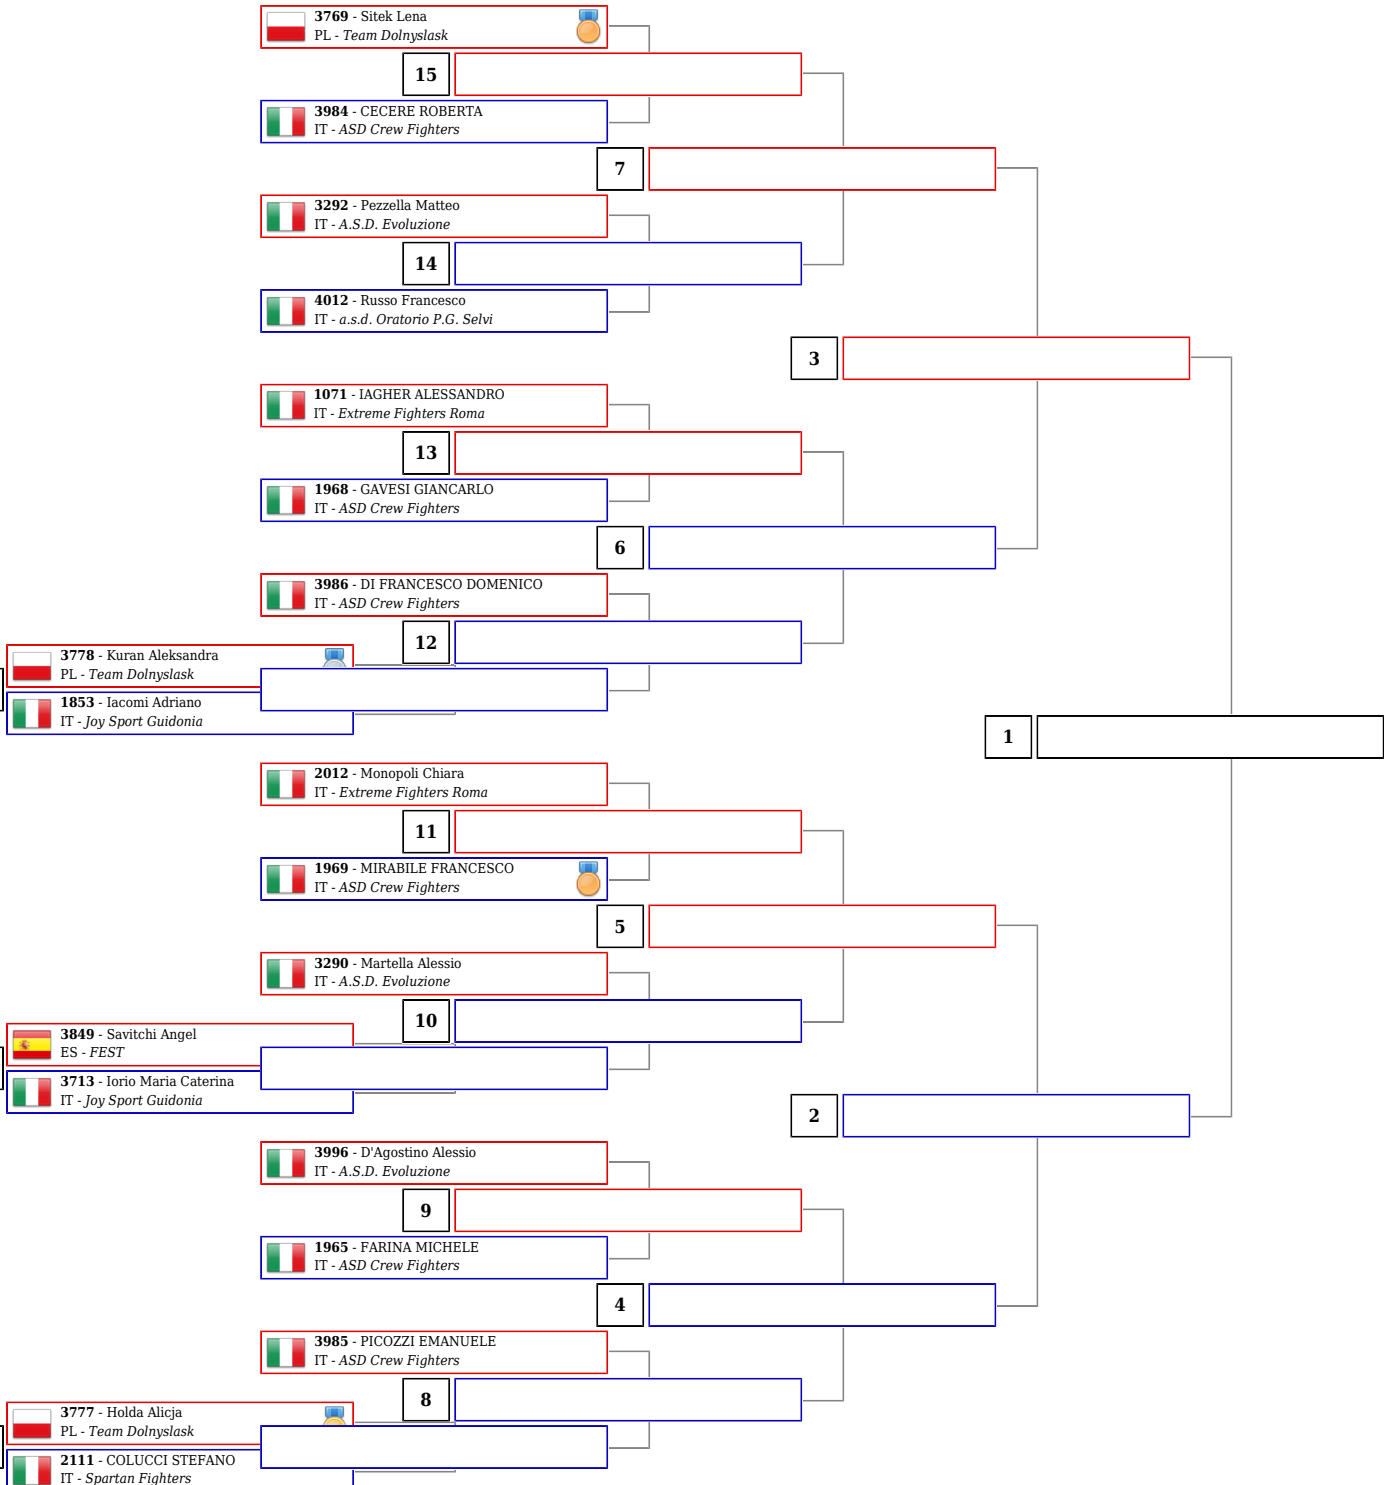 3769 - Sitek Lena
PL - Team Dolnyslask
15
3984 - CECERE ROBERTA
IT - ASD Crew Fighters
7
3292 - Pezzella Matteo
IT - A.S.D. Evoluzione
14
4012 - Russo Francesco
IT - a.s.d. Oratorio P.G. Selvi
3
1071 - IAGHER ALESSANDRO
IT - Extreme Fighters Roma
13
1968 - GAVESI GIANCARLO
IT - ASD Crew Fighters
6
3986 - DI FRANCESCO DOMENICO
IT - ASD Crew Fighters
12
3778 - Kuran Aleksandra
PL - Team Dolnyslask
1853 - Iacomi Adriano
IT - Joy Sport Guidonia
1
2012 - Monopoli Chiara
IT - Extreme Fighters Roma
11
1969 - MIRABILE FRANCESCO
IT - ASD Crew Fighters
5
3290 - Martella Alessio
IT - A.S.D. Evoluzione
10
3849 - Savitchi Angel
ES - FEST
3713 - Iorio Maria Caterina
IT - Joy Sport Guidonia
2
3996 - D'Agostino Alessio
IT - A.S.D. Evoluzione
9
1965 - FARINA MICHELE
IT - ASD Crew Fighters
4
3985 - PICOZZI EMANUELE
IT - ASD Crew Fighters
8
3777 - Holda Alicja
PL - Team Dolnyslask
2111 - COLUCCI STEFANO
IT - Spartan Fighters